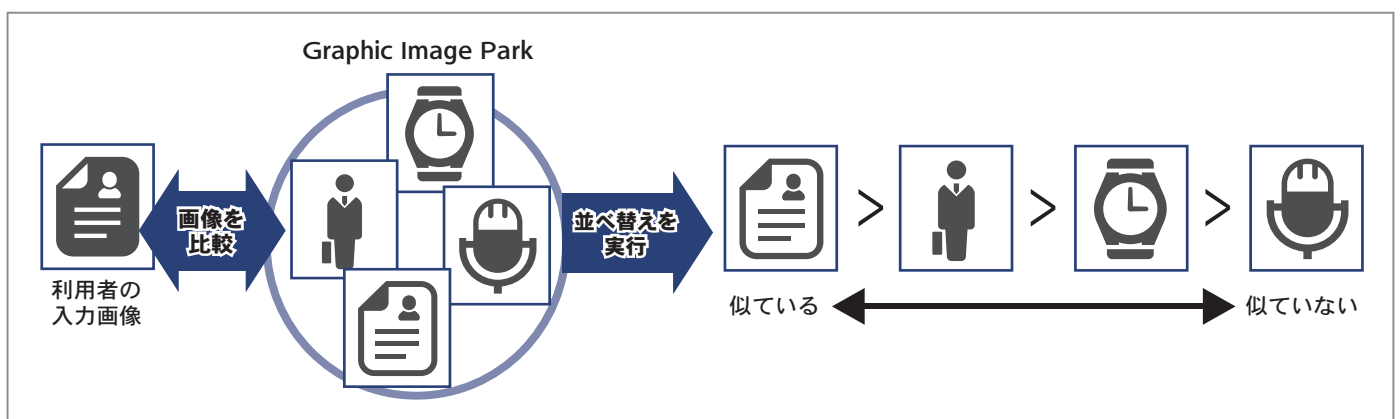 Graphic Image Park
利用者の
入力画像
画像を
比較
並べ替えを
実行
>
>
>
似ている
似ていない